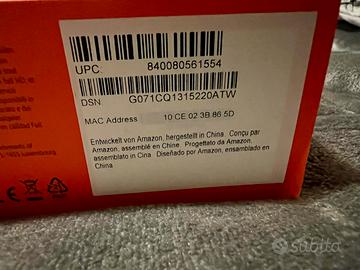 UPC: 840080561554
DSN: G071CQ1315220ATW
MAC Address 10 CE 02 3B 86 5D
Entwickelt von Amazon, hergestellt in China. Conçu par
Amazon, assemblé en Chine. Progettato da Amazon,
assemblato in Cina Diseñado por Amazon, ensamblado en
China
subito